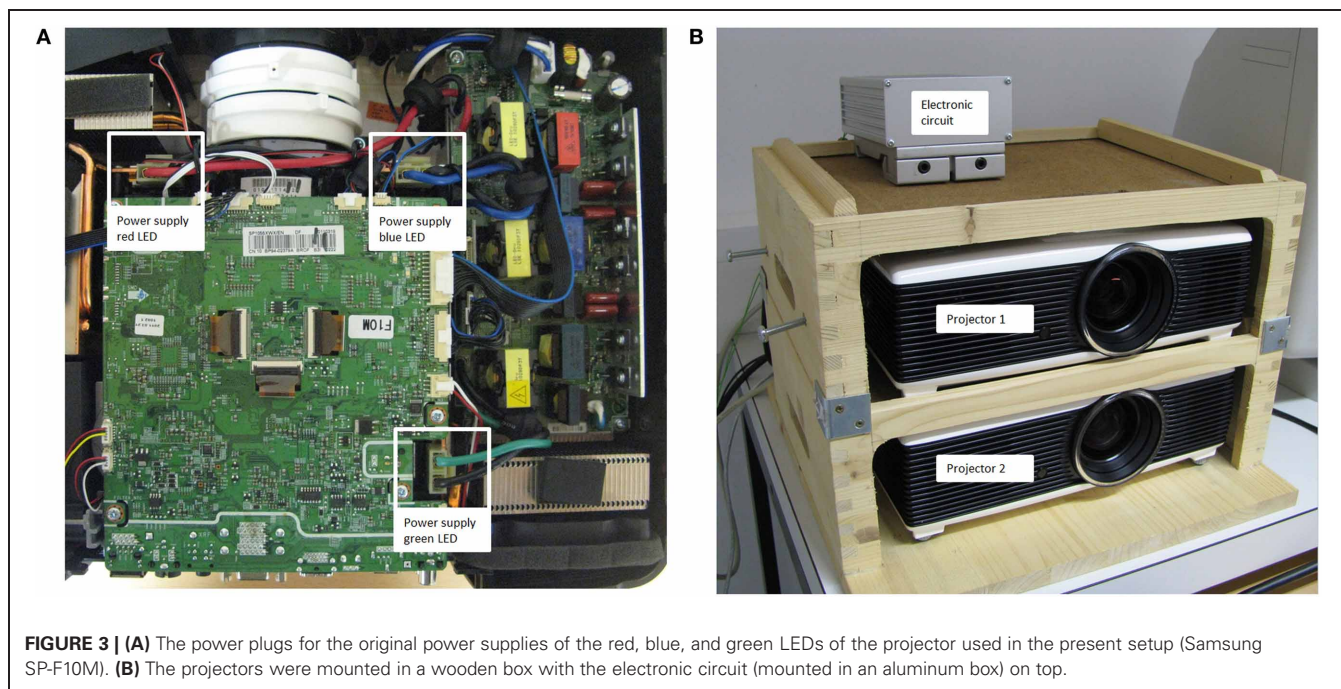 A
B
Power supply
red LED
Power supply
blue LED
F10M
Power supply
green LED
Electronic
circuit
Projector 1
Projector 2
FIGURE 3 | (A) The power plugs for the original power supplies of the red, blue, and green LEDs of the projector used in the present setup (Samsung
SP-F10M). (B) The projectors were mounted in a wooden box with the electronic circuit (mounted in an aluminum box) on top.